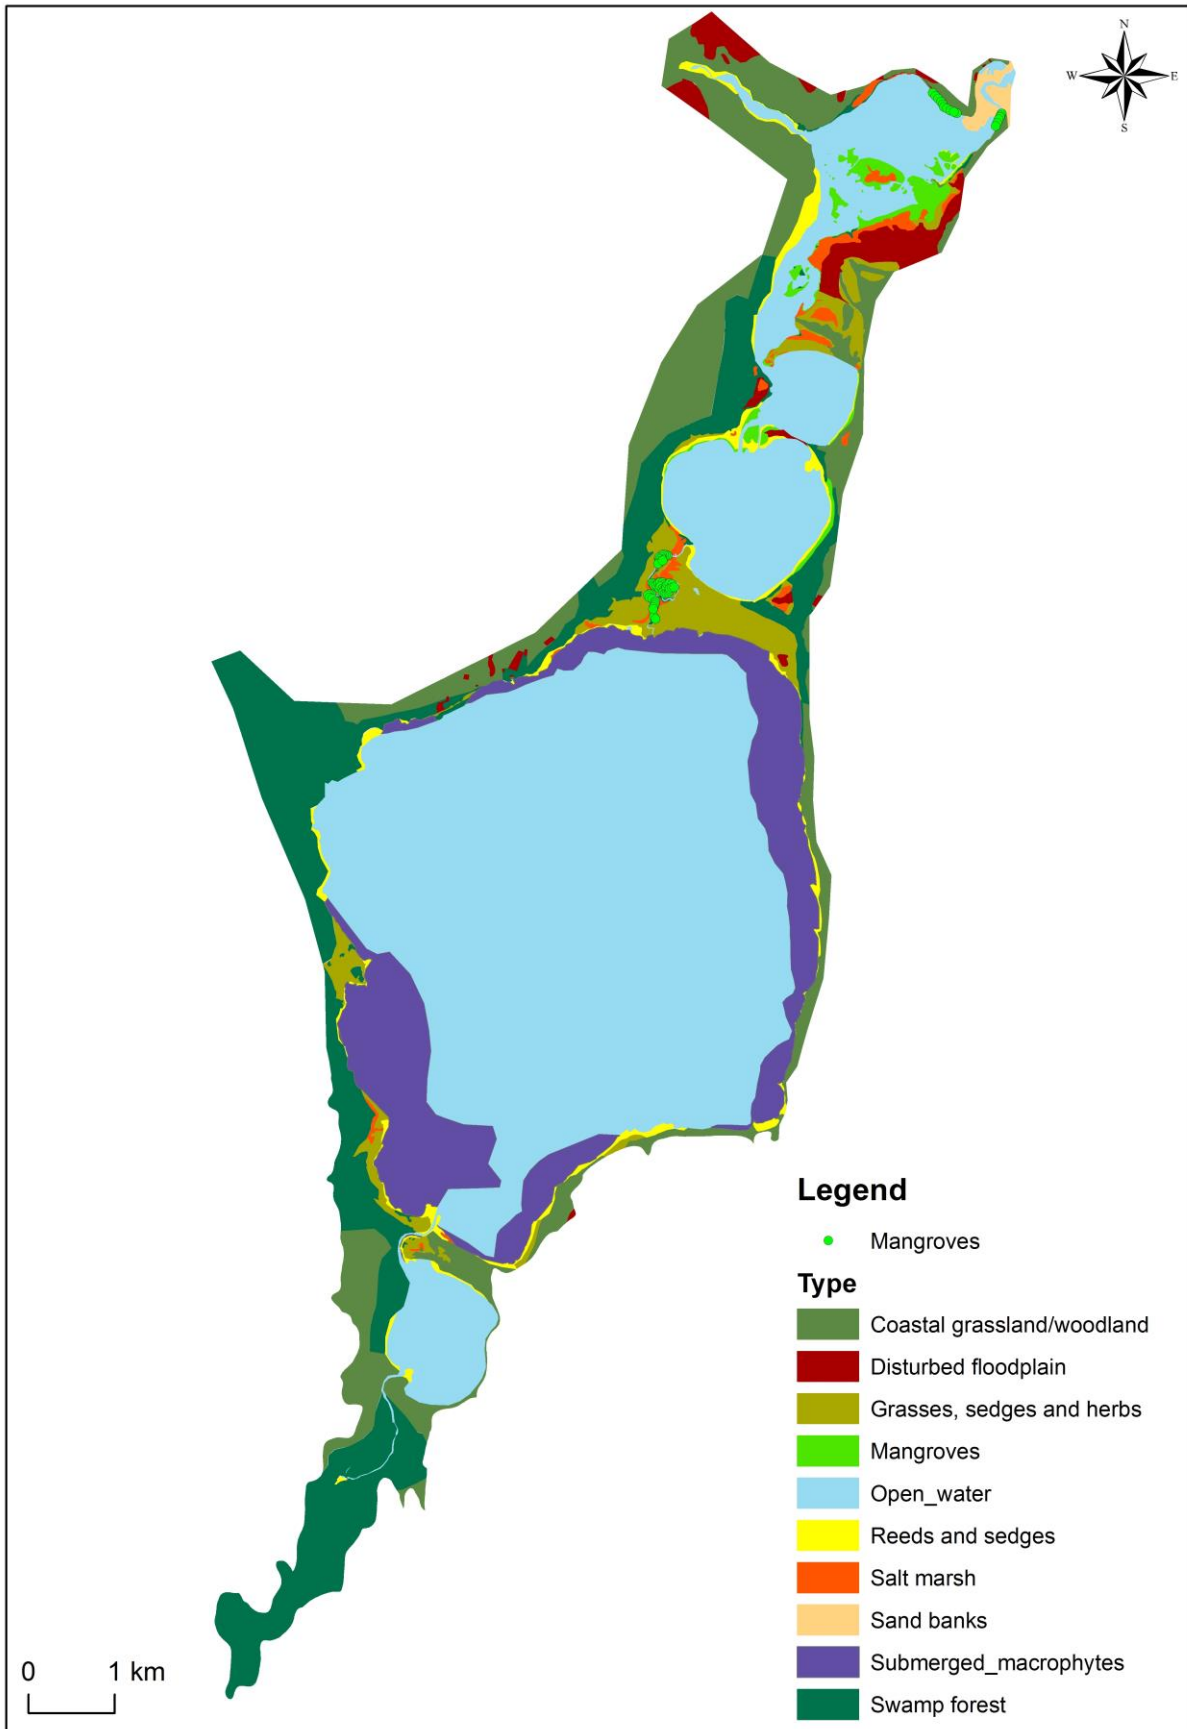 N
W E
S
Legend
Mangroves
Type
Coastal grassland/woodland
Disturbed floodplain
Grasses, sedges and herbs
Mangroves
Open_water
Reeds and sedges
Salt marsh
Sand banks
Submerged_macrophytes
Swamp forest
0 1 km